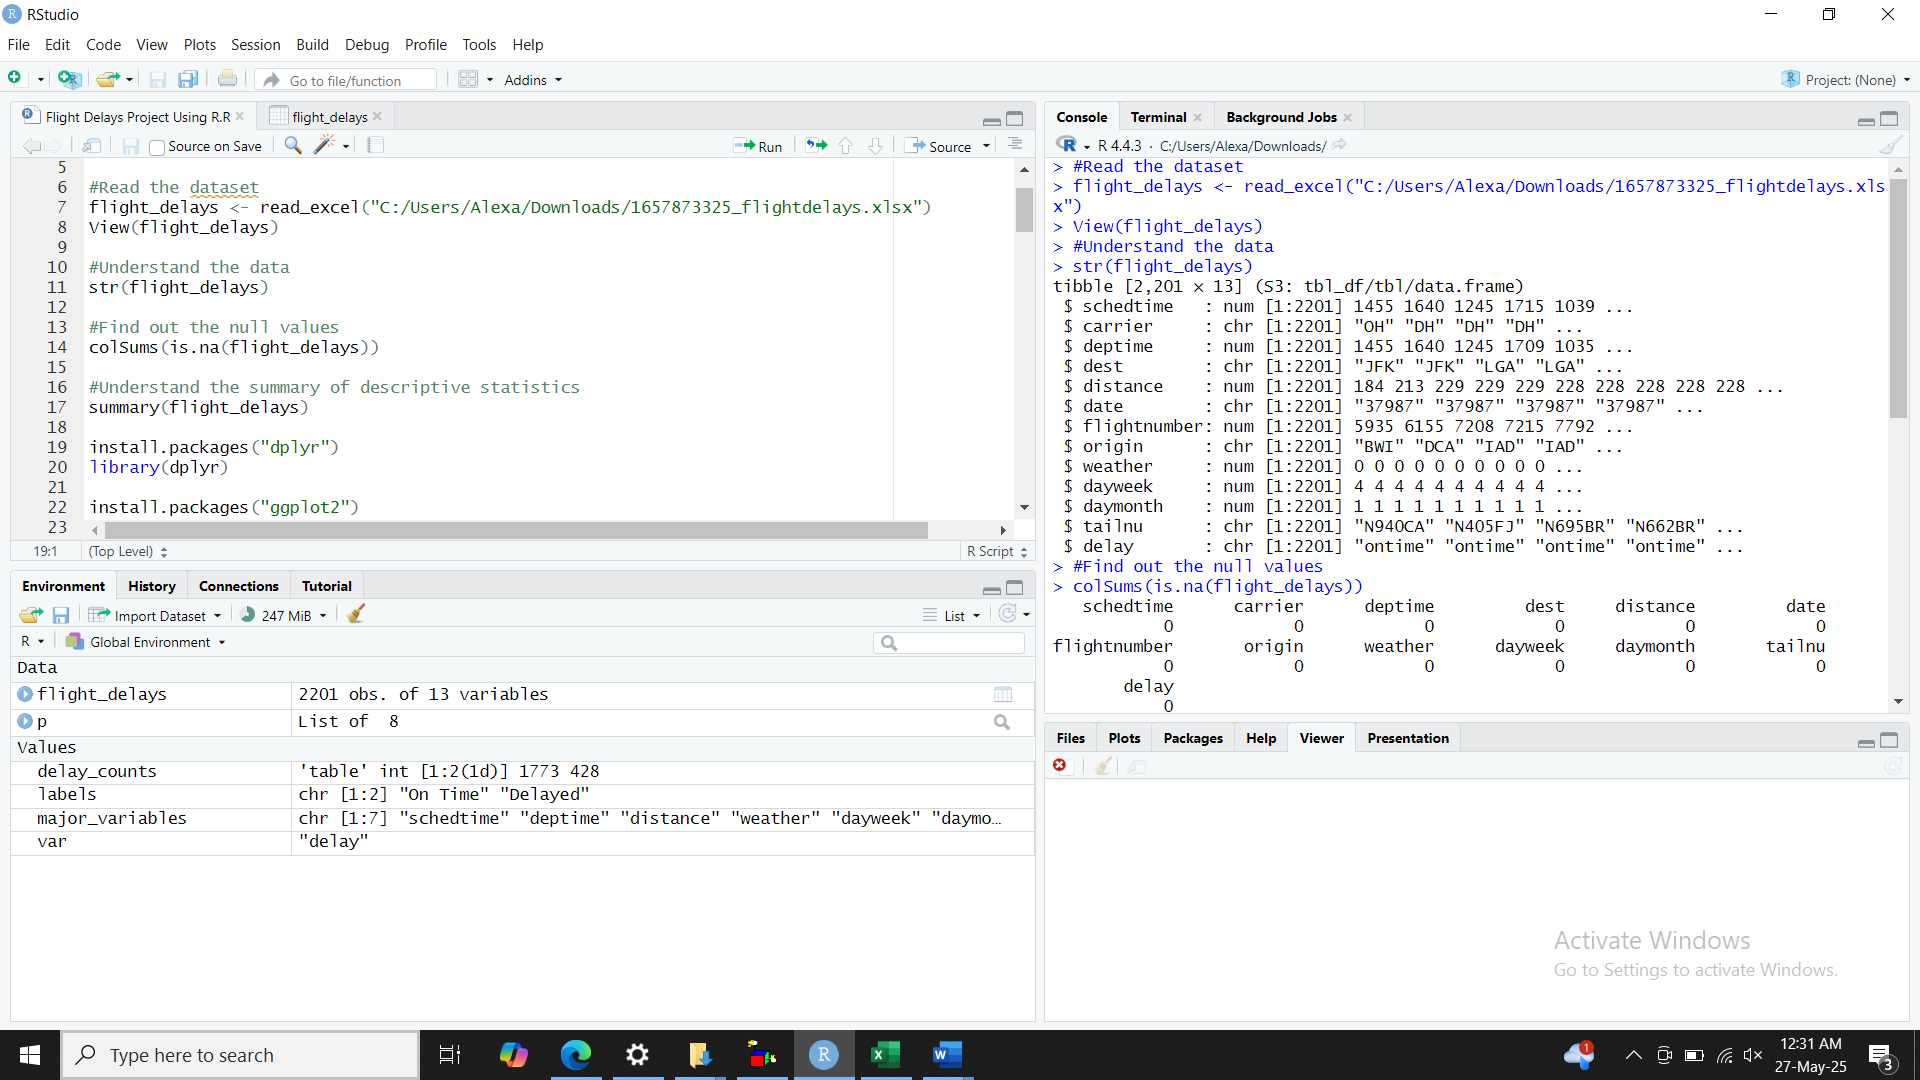 RStudio
File Edit Code View Plots Session Build Debug Profile Tools Help
Go to file/function Addins Project: (None)
Flight Delays Project Using R.R flight_delays
Source on Save Run Source
5
6 #Read the dataset
7 flight_delays <- read_excel("C:/Users/Alexa/Downloads/1657873325_flightdelays.xlsx")
8 View(flight_delays)
9
10 #Understand the data
11 str(flight_delays)
12
13 #Find out the null values
14 colSums(is.na(flight_delays))
15
16 #Understand the summary of descriptive statistics
17 summary(flight_delays)
18
19 install.packages("dplyr")
20 library(dplyr)
21
22 install.packages("ggplot2")
23
19:1 (Top Level) R Script
Environment History Connections Tutorial
Import Dataset 247 MiB List
R Global Environment
Data
flight_delays 2201 obs. of 13 variables
p List of 8
Values
delay_counts 'table' int [1:2(1d)] 1773 428
labels chr [1:2] "On Time" "Delayed"
major_variables chr [1:7] "schedtime" "deptime" "distance" "weather" "dayweek" "daymo…
var "delay"
Console Terminal Background Jobs
R 4.4.3 · C:/Users/Alexa/Downloads/
> #Read the dataset
> flight_delays <- read_excel("C:/Users/Alexa/Downloads/1657873325_flightdelays.xls
x")
> View(flight_delays)
> #Understand the data
> str(flight_delays)
tibble [2,201 × 13] (S3: tbl_df/tbl/data.frame)
$ schedtime : num [1:2201] 1455 1640 1245 1715 1039 ...
$ carrier : chr [1:2201] "OH" "DH" "DH" "DH" ...
$ deptime : num [1:2201] 1455 1640 1245 1709 1035 ...
$ dest : chr [1:2201] "JFK" "JFK" "LGA" "LGA" ...
$ distance : num [1:2201] 184 213 229 229 229 228 228 228 228 228 ...
$ date : chr [1:2201] "37987" "37987" "37987" "37987" ...
$ flightnumber: num [1:2201] 5935 6155 7208 7215 7792 ...
$ origin : chr [1:2201] "BWI" "DCA" "IAD" "IAD" ...
$ weather : num [1:2201] 0 0 0 0 0 0 0 0 0 0 ...
$ dayweek : num [1:2201] 4 4 4 4 4 4 4 4 4 4 ...
$ daymonth : num [1:2201] 1 1 1 1 1 1 1 1 1 1 ...
$ tailnu : chr [1:2201] "N940CA" "N405FJ" "N695BR" "N662BR" ...
$ delay : chr [1:2201] "ontime" "ontime" "ontime" "ontime" ...
> #Find out the null values
> colSums(is.na(flight_delays))
schedtime carrier deptime dest distance date
0 0 0 0 0 0
flightnumber origin weather dayweek daymonth tailnu
0 0 0 0 0 0
delay
0
Files Plots Packages Help Viewer Presentation
Activate Windows
Go to Settings to activate Windows.
Type here to search
1
12:31 AM
27-May-25
3